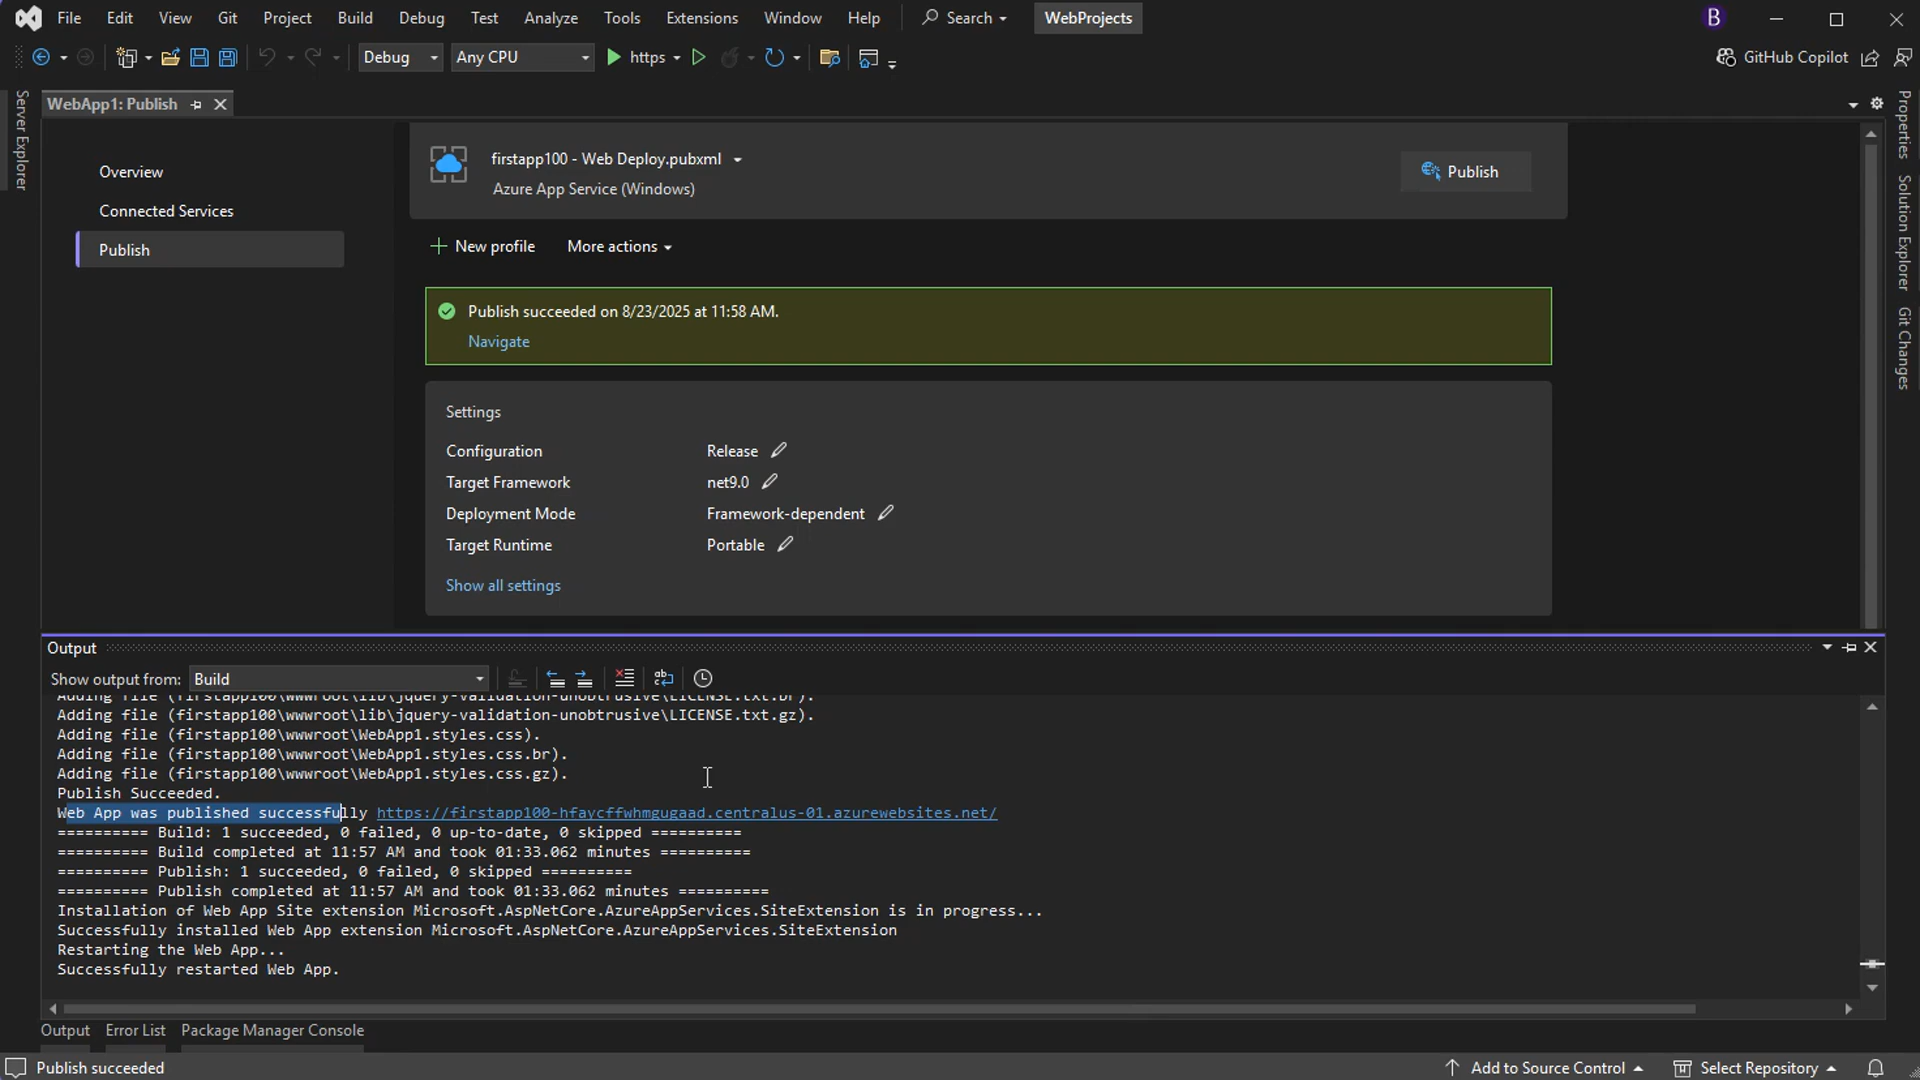 File Edit View Git Project Build Debug Test Analyze Tools Extensions Window Help Search WebProjects B
Debug Any CPU https GitHub Copilot
Server Explorer
WebApp1: Publish
Properties
Solution Explorer
Git Changes
Overview
Connected Services
Publish
firstapp100 - Web Deploy.pubxml
Azure App Service (Windows)
Publish
New profile More actions
Publish succeeded on 8/23/2025 at 11:58 AM.
Navigate
Settings
Configuration Release
Target Framework net9.0
Deployment Mode Framework-dependent
Target Runtime Portable
Show all settings
Output
Show output from: Build
Adding file (firstapp100\wwwroot\lib\jquery-validation-unobtrusive\LICENSE.txt.br).
Adding file (firstapp100\wwwroot\lib\jquery-validation-unobtrusive\LICENSE.txt.gz).
Adding file (firstapp100\wwwroot\WebApp1.styles.css).
Adding file (firstapp100\wwwroot\WebApp1.styles.css.br).
Adding file (firstapp100\wwwroot\WebApp1.styles.css.gz).
Publish Succeeded.
Web App was published successfully https://firstapp100-hfaycffwhmgugaad.centralus-01.azurewebsites.net/
========== Build: 1 succeeded, 0 failed, 0 up-to-date, 0 skipped ==========
========== Build completed at 11:57 AM and took 01:33.062 minutes ==========
========== Publish: 1 succeeded, 0 failed, 0 skipped ==========
========== Publish completed at 11:57 AM and took 01:33.062 minutes ==========
Installation of Web App Site extension Microsoft.AspNetCore.AzureAppServices.SiteExtension is in progress...
Successfully installed Web App extension Microsoft.AspNetCore.AzureAppServices.SiteExtension
Restarting the Web App...
Successfully restarted Web App.
Output Error List Package Manager Console
Publish succeeded Add to Source Control Select Repository